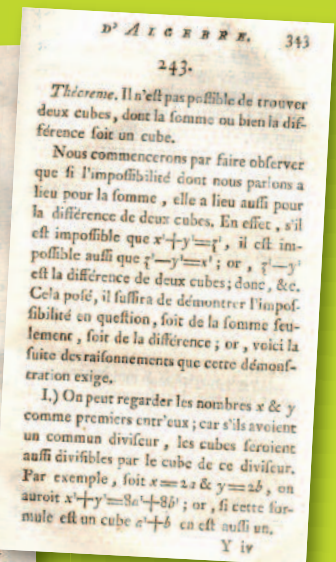 D'ALGEBRE. 343
243.
Théoreme. Il n'eſt pas poſſible de trouver
deux cubes, dont la ſomme ou bien la dif-
férence ſoit un cube.
Nous commencerons par faire obſerver
que ſi l'impoſſibilité dont nous parlons a
lieu pour la ſomme, elle a lieu auſſi pour
la différence de deux cubes. En effet, s'il
eſt impoſſible que x³+y³=z³, il eſt im-
poſſible auſſi que z³—y³=x³; or, z³—y³
eſt la différence de deux cubes; donc, &c.
Cela poſé, il ſuffira de démontrer l'impoſ-
ſibilité en queſtion, ſoit de la ſomme ſeu-
lement, ſoit de la différence; or, voici la
ſuite des raiſonnements que cette démonſ-
tration exige.
I.) On peut regarder les nombres x & y
comme premiers entr'eux; car s'ils avoient
un commun diviſeur, les cubes ſeroient
auſſi diviſibles par le cube de ce diviſeur.
Par exemple, ſoit x=2a & y=2b, on
auroit x³+y³=8a³+8b³; or, ſi cette for-
mule eſt un cube a³+b en eſt auſſi un.
Y iv